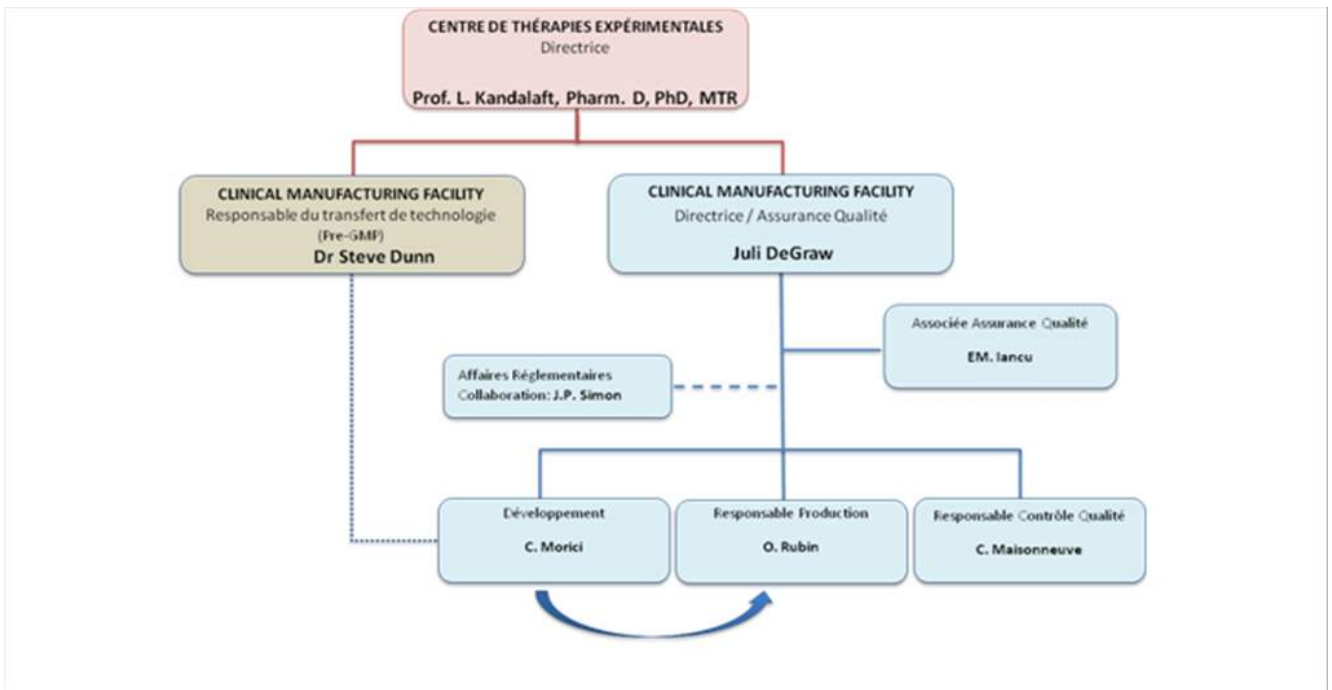 CENTRE DE THÉRAPIES EXPÉRIMENTALES
Directrice
Prof. L. Kandalaft, Pharm. D, PhD, MTR
CLINICAL MANUFACTURING FACILITY
Responsable du transfert de technologie
(Pre-GMP)
Dr Steve Dunn
CLINICAL MANUFACTURING FACILITY
Directrice / Assurance Qualité
Juli DeGraw
Associée Assurance Qualité
EM. Iancu
Affaires Réglementaires
Collaboration: J.P. Simon
Développement
C. Morici
Responsable Production
O. Rubin
Responsable Contrôle Qualité
C. Maisonneuve